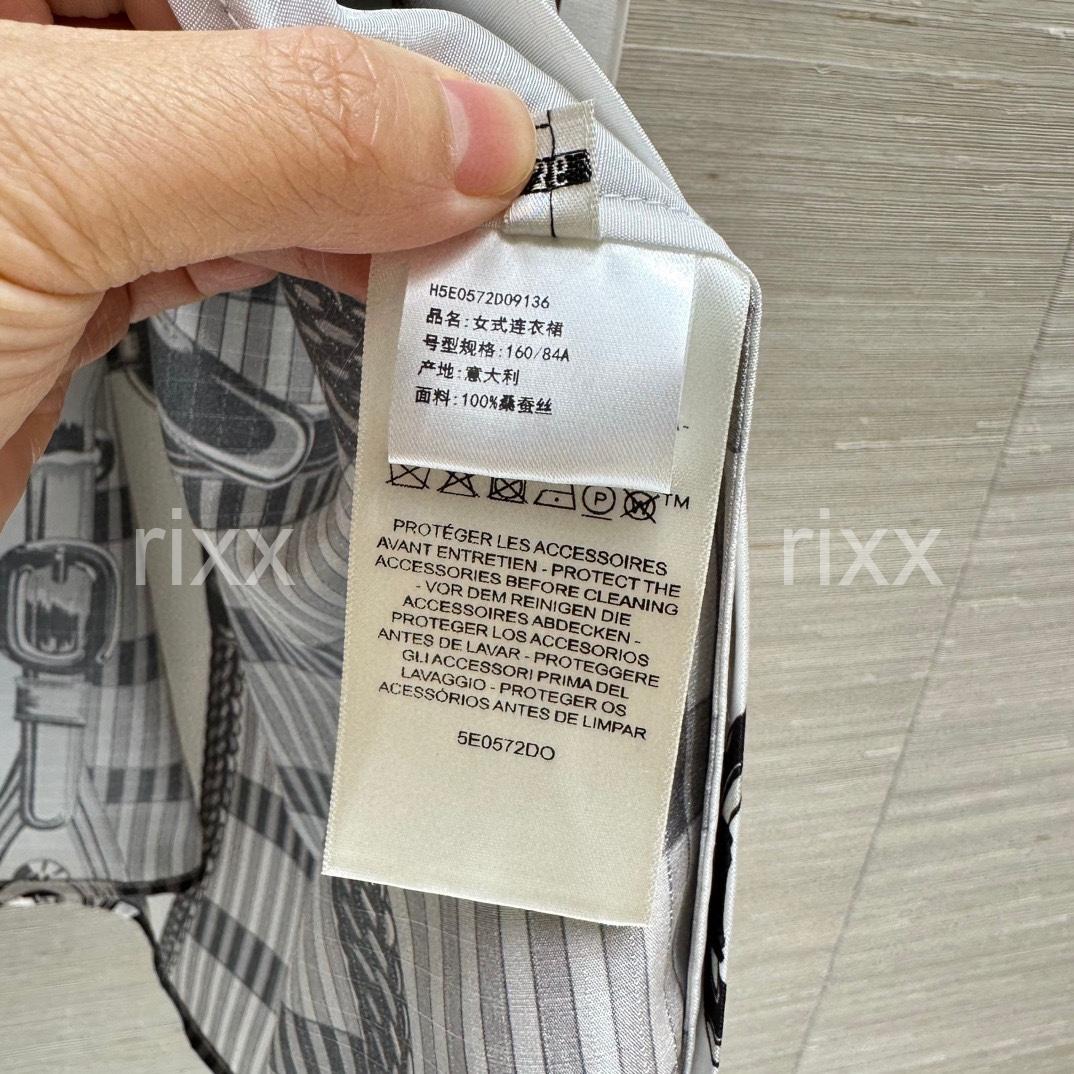 H5E0572D09136
品名:女式连衣裙
号型规格:160/84A
产地:意大利
面料:100%桑蚕丝
P
W
TM
PROTÉGER LES ACCESSOIRES
AVANT ENTRETIEN - PROTECT THE
ACCESSORIES BEFORE CLEANING
- VOR DEM REINIGEN DIE
ACCESSOIRES ABDECKEN -
PROTEGER LOS ACCESORIOS
ANTES DE LAVAR - PROTEGGERE
GLI ACCESSORI PRIMA DEL
LAVAGGIO - PROTEGER OS
ACESSÓRIOS ANTES DE LIMPAR
5E0572DO
rixx
rixx